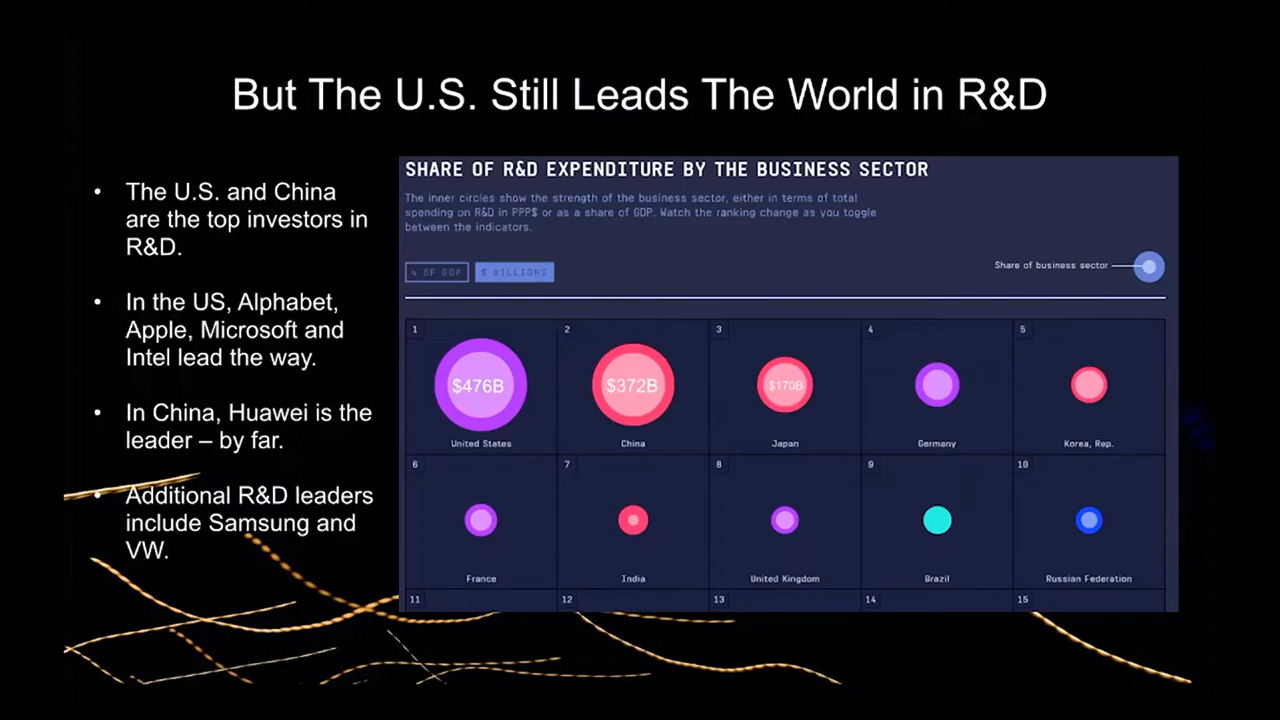 But The U.S. Still Leads The World in R&D
• The U.S. and China
are the top investors in
R&D.
• In the US, Alphabet,
Apple, Microsoft and
Intel lead the way.
• In China, Huawei is the
leader – by far.
• Additional R&D leaders
include Samsung and
VW.
SHARE OF R&D EXPENDITURE BY THE BUSINESS SECTOR
The inner circles show the strength of the business sector, either in terms of total
spending on R&D in PPP$ or as a share of GDP. Watch the ranking change as you toggle
between the indicators.
% OF GDP $ BILLIONS
Share of business sector
1 2 3 4 5
$476B $372B $170B
United States China Japan Germany Korea, Rep.
6 7 8 9 10
France India United Kingdom Brazil Russian Federation
11 12 13 14 15